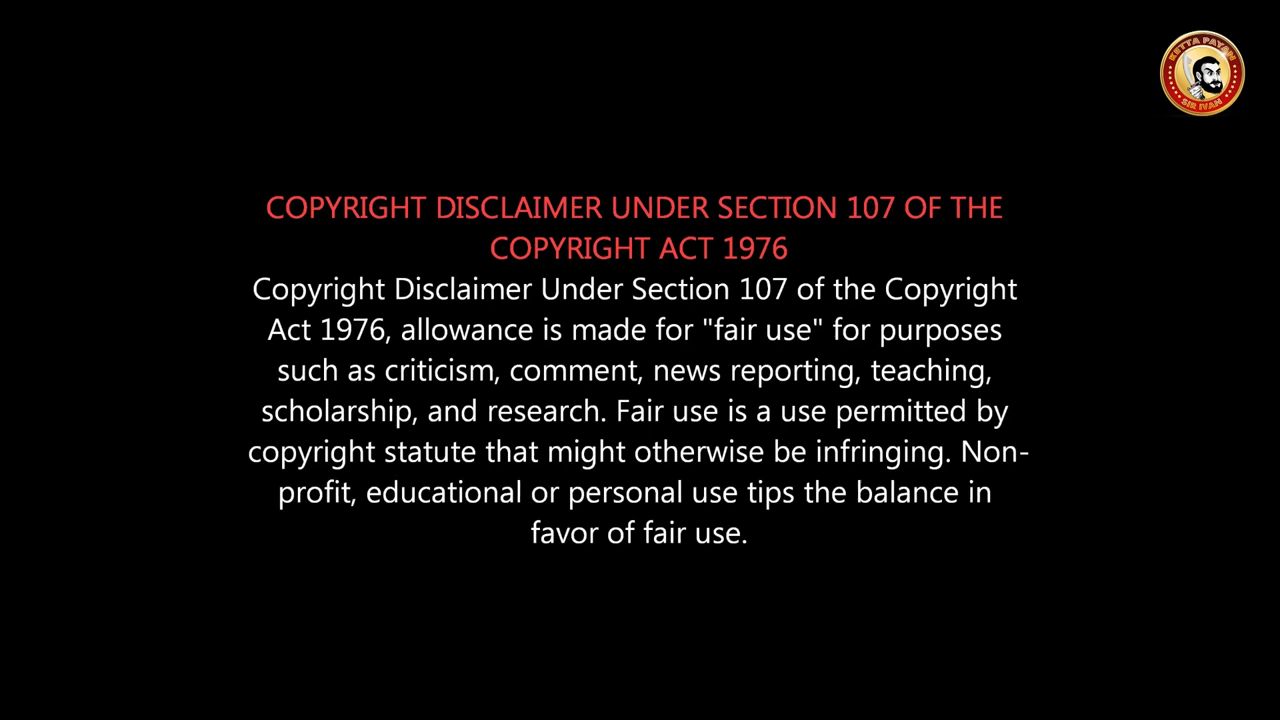 KETTA PAYAN
SIR IVAN
COPYRIGHT DISCLAIMER UNDER SECTION 107 OF THE
COPYRIGHT ACT 1976
Copyright Disclaimer Under Section 107 of the Copyright
Act 1976, allowance is made for "fair use" for purposes
such as criticism, comment, news reporting, teaching,
scholarship, and research. Fair use is a use permitted by
copyright statute that might otherwise be infringing. Non-
profit, educational or personal use tips the balance in
favor of fair use.